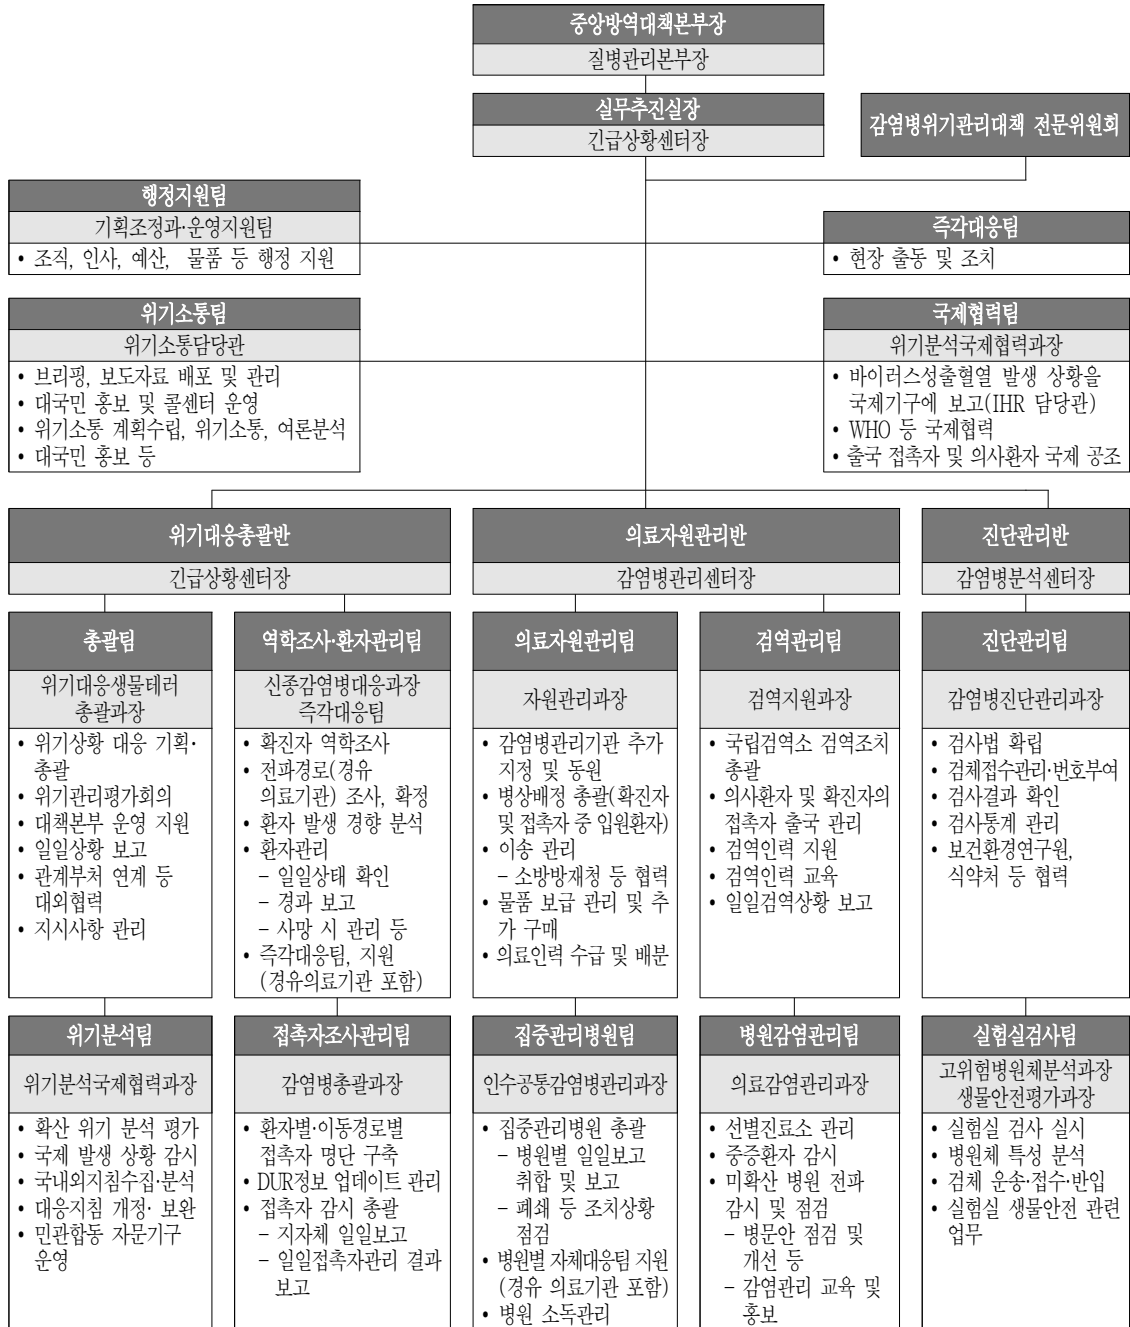 중앙방역대책본부장
질병관리본부장
실무추진실장
긴급상황센터장
감염병위기관리대책 전문위원회
행정지원팀
기획조정과·운영지원팀
• 조직, 인사, 예산, 물품 등 행정 지원
즉각대응팀
• 현장 출동 및 조치
위기소통팀
위기소통담당관
• 브리핑, 보도자료 배포 및 관리
• 대국민 홍보 및 콜센터 운영
• 위기소통 계획수립, 위기소통, 여론분석
• 대국민 홍보 등
국제협력팀
위기분석국제협력과장
• 바이러스성출혈열 발생 상황을
국제기구에 보고(IHR 담당관)
• WHO 등 국제협력
• 출국 접촉자 및 의사환자 국제 공조
위기대응총괄반
긴급상황센터장
의료자원관리반
감염병관리센터장
진단관리반
감염병분석센터장
총괄팀
위기대응생물테러
총괄과장
• 위기상황 대응 기획·
총괄
• 위기관리평가회의
• 대책본부 운영 지원
• 일일상황 보고
• 관계부처 연계 등
대외협력
• 지시사항 관리
역학조사·환자관리팀
신종감염병대응과장
즉각대응팀
• 확진자 역학조사
• 전파경로(경유
의료기관) 조사, 확정
• 환자 발생 경향 분석
• 환자관리
– 일일상태 확인
– 경과 보고
– 사망 시 관리 등
• 즉각대응팀, 지원
(경유의료기관 포함)
의료자원관리팀
자원관리과장
• 감염병관리기관 추가
지정 및 동원
• 병상배정 총괄(확진자
및 접촉자 중 입원환자)
• 이송 관리
– 소방방재청 등 협력
• 물품 보급 관리 및 추
가 구매
• 의료인력 수급 및 배분
검역관리팀
검역지원과장
• 국립검역소 검역조치
총괄
• 의사환자 및 확진자의
접촉자 출국 관리
• 검역인력 지원
• 검역인력 교육
• 일일검역상황 보고
진단관리팀
감염병진단관리과장
• 검사법 확립
• 검체접수관리·번호부여
• 검사결과 확인
• 검사통계 관리
• 보건환경연구원,
식약처 등 협력
위기분석팀
위기분석국제협력과장
• 확산 위기 분석 평가
• 국제 발생 상황 감시
• 국내외지침수집·분석
• 대응지침 개정· 보완
• 민관합동 자문기구
운영
접촉자조사관리팀
감염병총괄과장
• 환자별·이동경로별
접촉자 명단 구축
• DUR정보 업데이트 관리
• 접촉자 감시 총괄
– 지자체 일일보고
– 일일접촉자관리 결과
보고
집중관리병원팀
인수공통감염병관리과장
• 집중관리병원 총괄
– 병원별 일일보고
취합 및 보고
– 폐쇄 등 조치상황
점검
• 병원별 자체대응팀 지원
(경유 의료기관 포함)
• 병원 소독관리
병원감염관리팀
의료감염관리과장
• 선별진료소 관리
• 중증환자 감시
• 미확산 병원 전파
감시 및 점검
– 병문안 점검 및
개선 등
– 감염관리 교육 및
홍보
실험실검사팀
고위험병원체분석과장
생물안전평가과장
• 실험실 검사 실시
• 병원체 특성 분석
• 검체 운송·접수·반입
• 실험실 생물안전 관련
업무